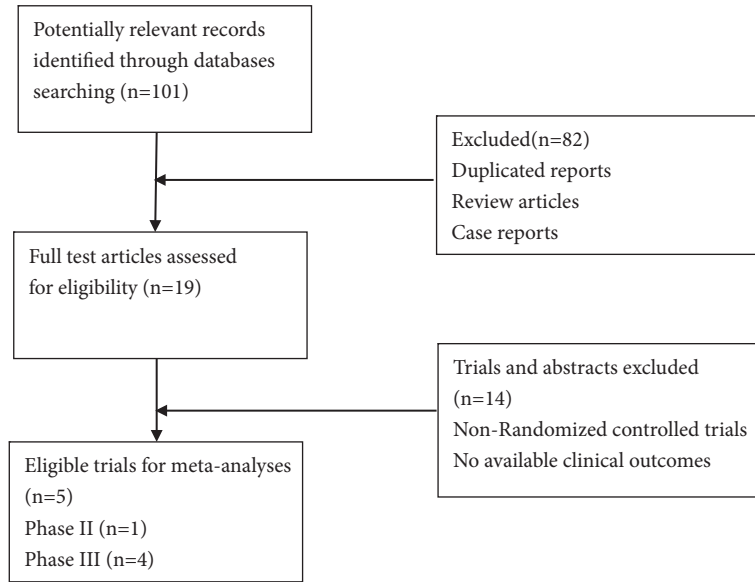 Potentially relevant records
identified through databases
searching (n=101)
Excluded(n=82)
Duplicated reports
Review articles
Case reports
Full test articles assessed
for eligibility (n=19)
Trials and abstracts excluded
(n=14)
Non-Randomized controlled trials
No available clinical outcomes
Eligible trials for meta-analyses
(n=5)
Phase II (n=1)
Phase III (n=4)